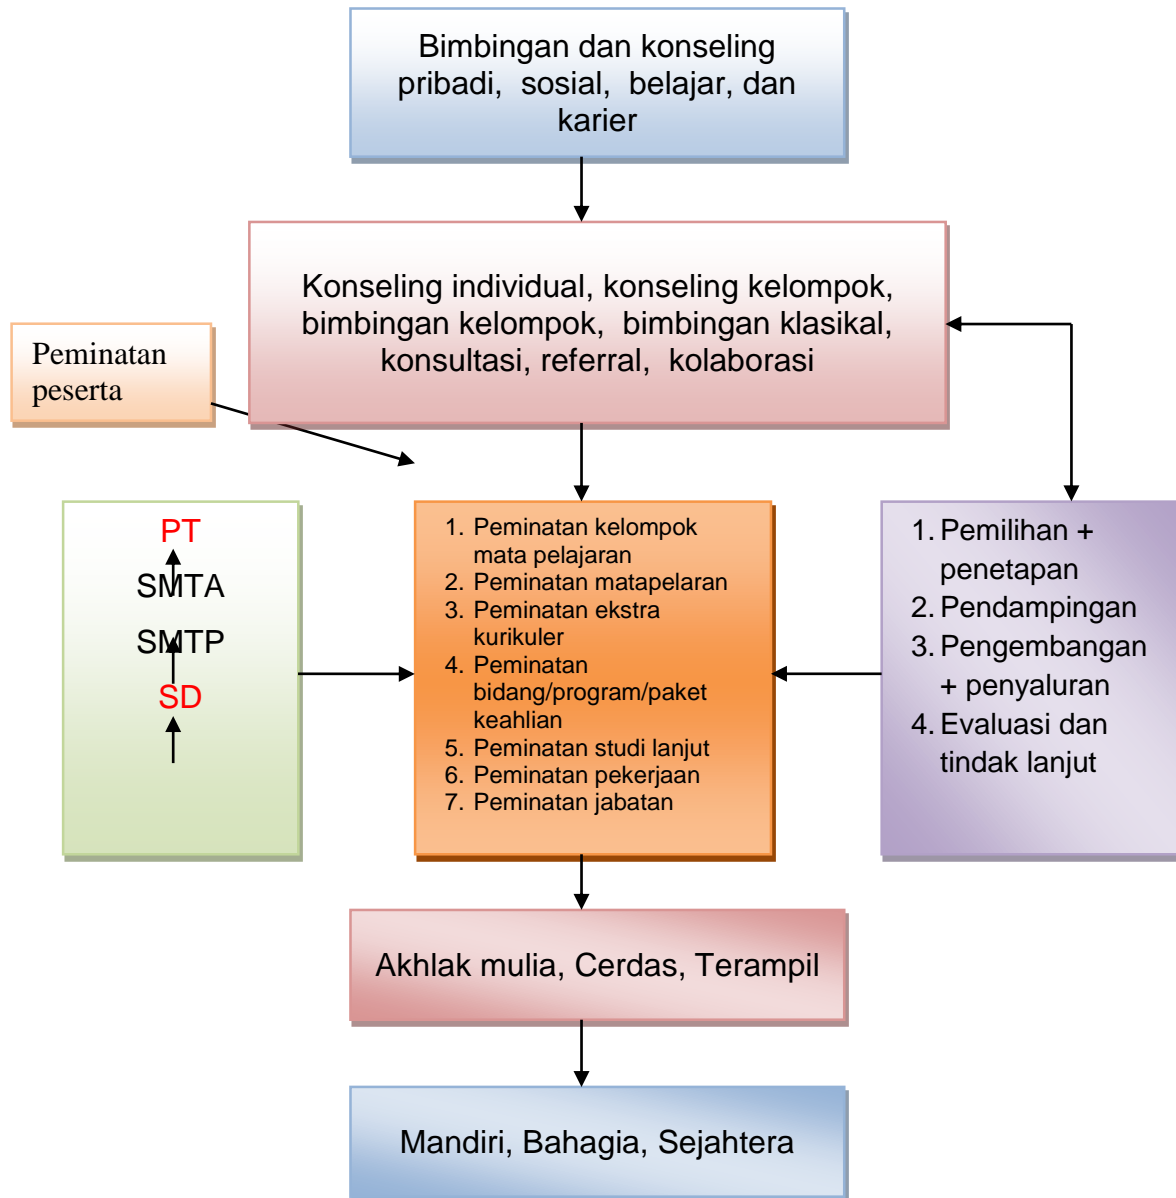 Bimbingan dan konseling
pribadi, sosial, belajar, dan
karier
Konseling individual, konseling kelompok,
bimbingan kelompok, bimbingan klasikal,
konsultasi, referral, kolaborasi
Peminatan
peserta
PT
SMTA
SMTP
SD
1. Peminatan kelompok
mata pelajaran
2. Peminatan matapelaran
3. Peminatan ekstra
kurikuler
4. Peminatan
bidang/program/paket
keahlian
5. Peminatan studi lanjut
6. Peminatan pekerjaan
7. Peminatan jabatan
1. Pemilihan +
penetapan
2. Pendampingan
3. Pengembangan
+ penyaluran
4. Evaluasi dan
tindak lanjut
Akhlak mulia, Cerdas, Terampil
Mandiri, Bahagia, Sejahtera